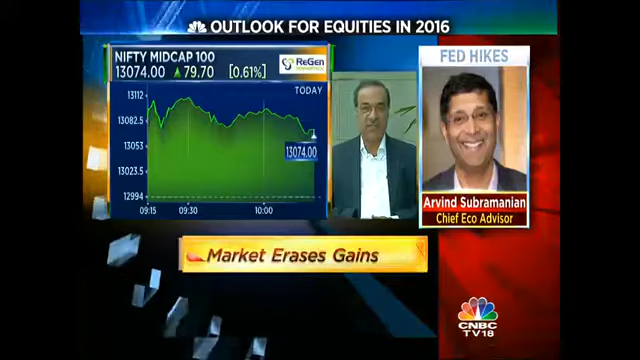 OUTLOOK FOR EQUITIES IN 2016
NIFTY MIDCAP 100
13074.00 79.70 [0.61%]
ReGen
TODAY
13112
13082.5
13053
13023.5
12994
13074.00
09:15 09:30 10:00
FED HIKES
Arvind Subramanian
Chief Eco Advisor
Market Erases Gains
CNBC
TV18